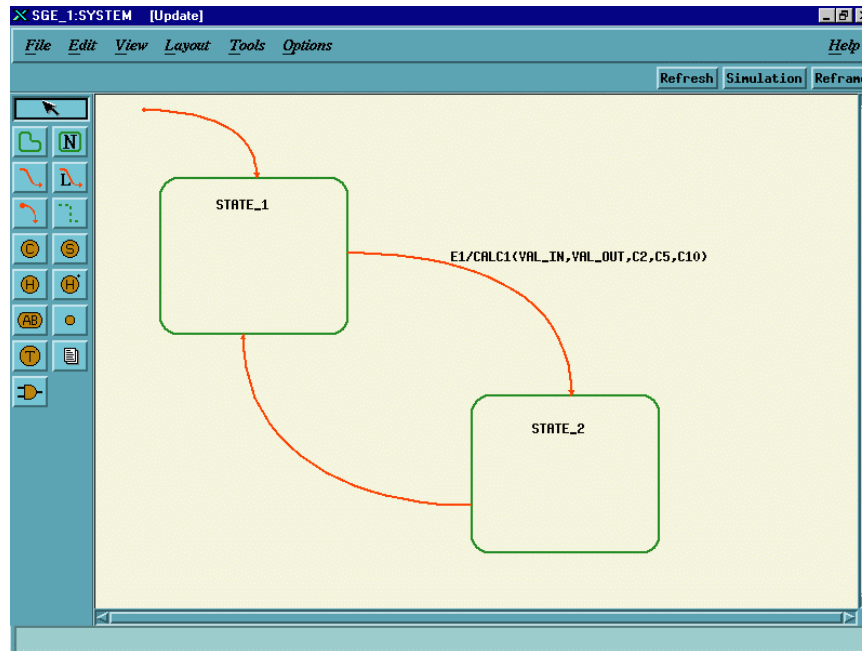 SGE_1:SYSTEM [Update]
File Edit View Layout Tools Options Help
Refresh Simulation Reframe
N
L
C S
H H
AB
T
STATE_1
E1/CALC1(VAL_IN,VAL_OUT,C2,C5,C10)
STATE_2